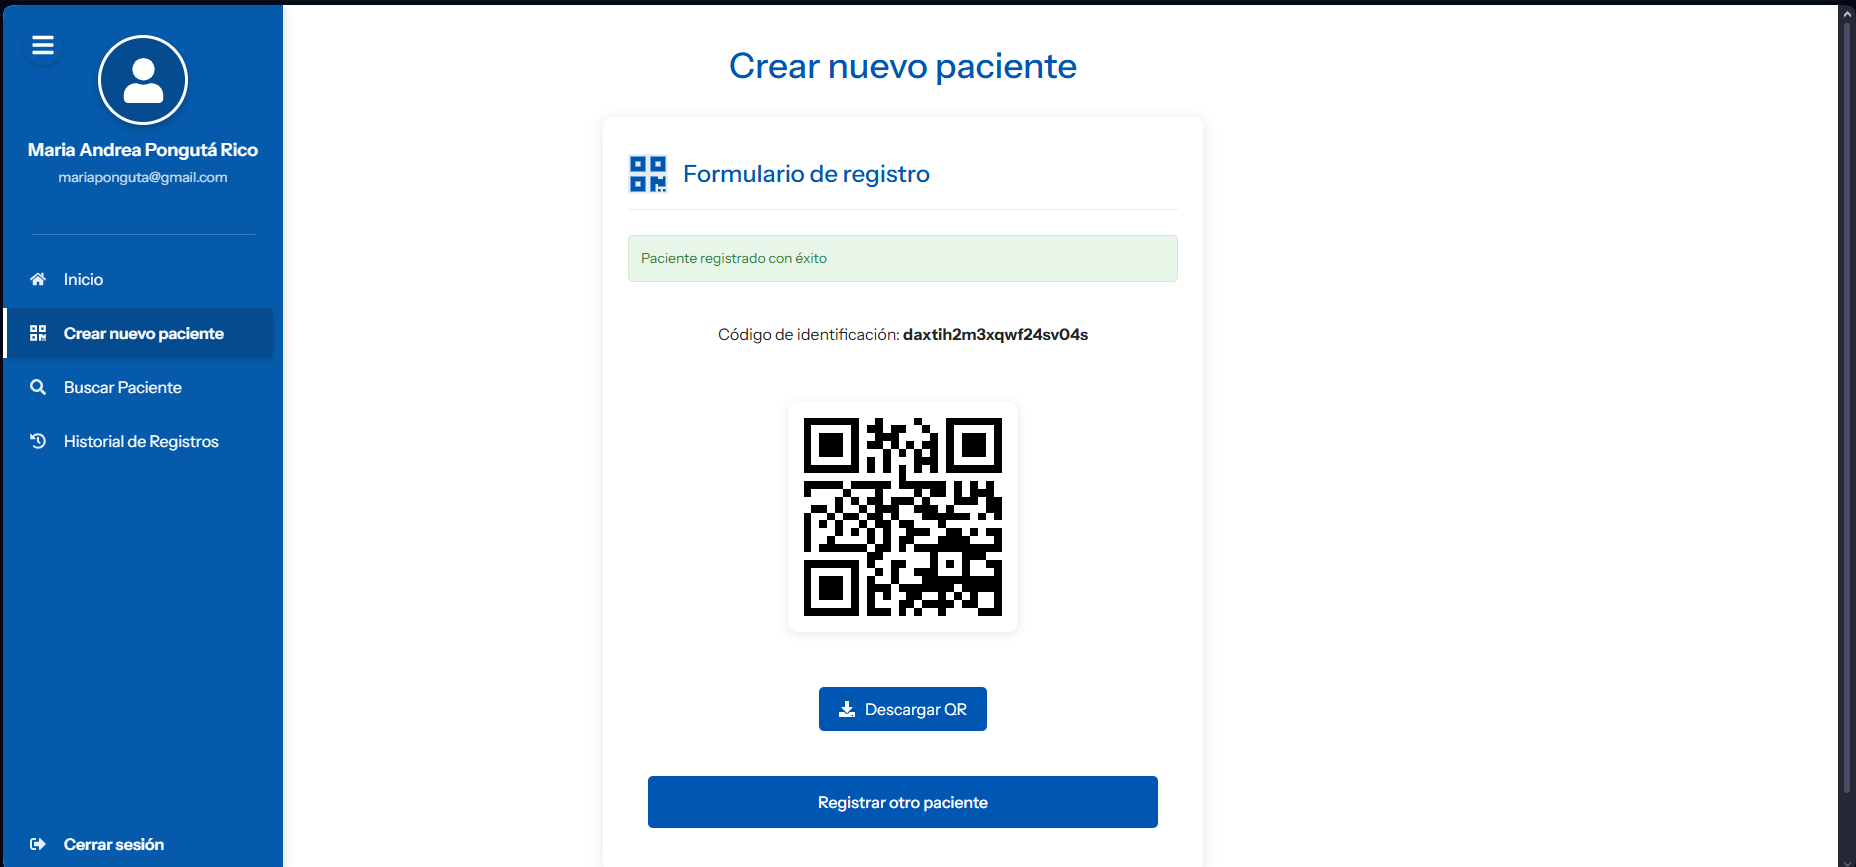 Maria Andrea Pongutá Rico
mariaponguta@gmail.com
Inicio
Crear nuevo paciente
Buscar Paciente
Historial de Registros
Cerrar sesión
Crear nuevo paciente
Formulario de registro
Paciente registrado con éxito
Código de identificación: daxtih2m3xqwf24sv04s
Descargar QR
Registrar otro paciente